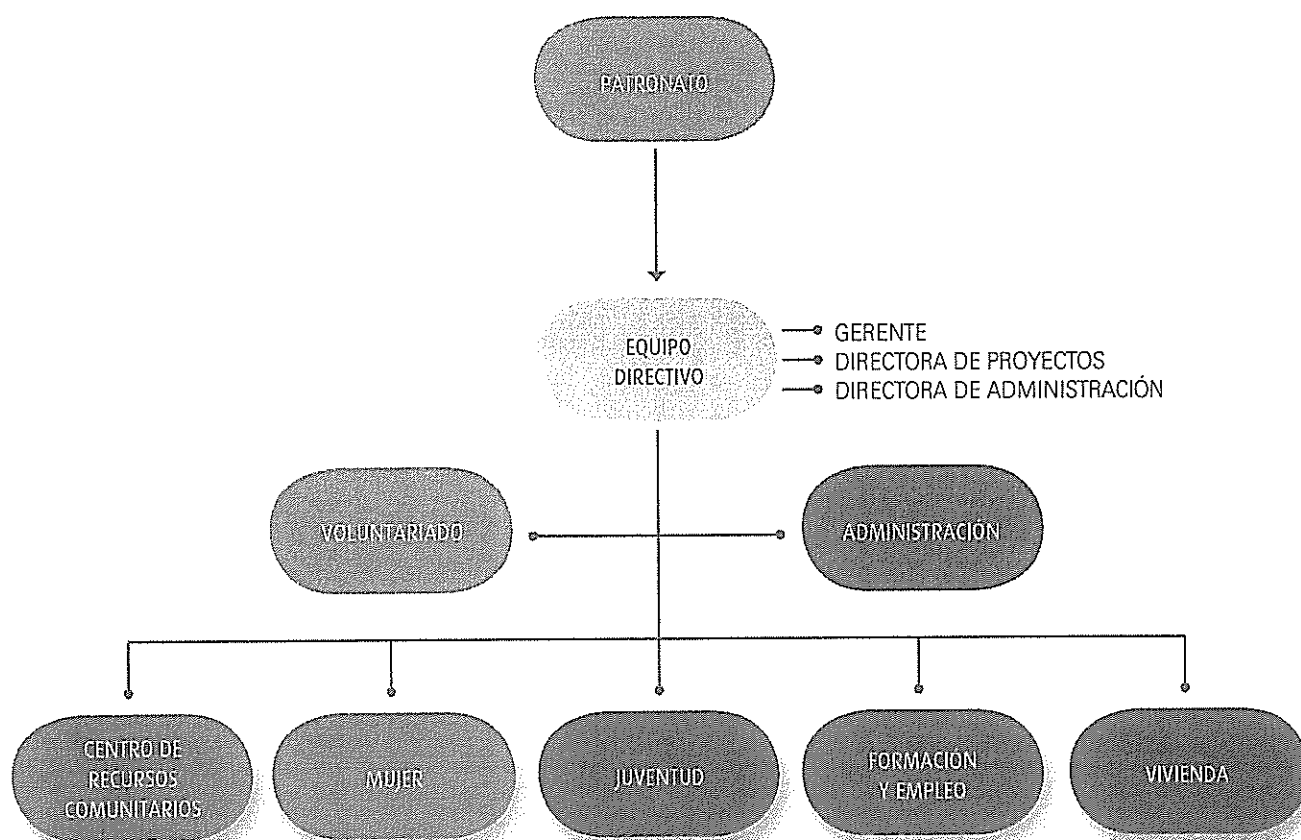 PATRONATO
EQUIPO
DIRECTIVO
GERENTE
DIRECTORA DE PROYECTOS
DIRECTORA DE ADMINISTRACIÓN
VOLUNTARIADO
ADMINISTRACIÓN
CENTRO DE
RECURSOS
COMUNITARIOS
MUJER
JUVENTUD
FORMACIÓN
Y EMPLEO
VIVIENDA